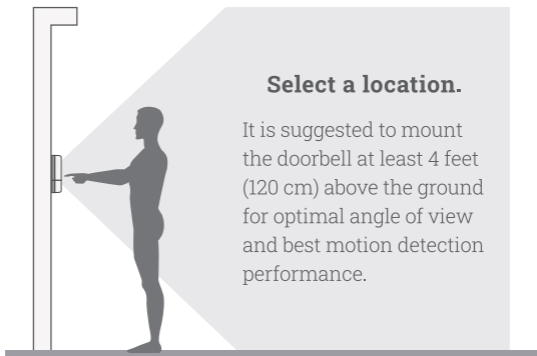 Select a location.
It is suggested to mount
the doorbell at least 4 feet
(120 cm) above the ground
for optimal angle of view
and best motion detection
performance.